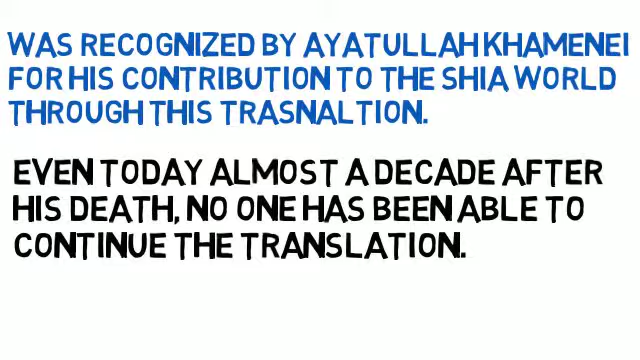 WAS RECOGNIZED BY AYATULLAH KHAMENEI
FOR HIS CONTRIBUTION TO THE SHIA WORLD
THROUGH THIS TRASNALTION.
EVEN TODAY ALMOST A DECADE AFTER
HIS DEATH, NO ONE HAS BEEN ABLE TO
CONTINUE THE TRANSLATION.